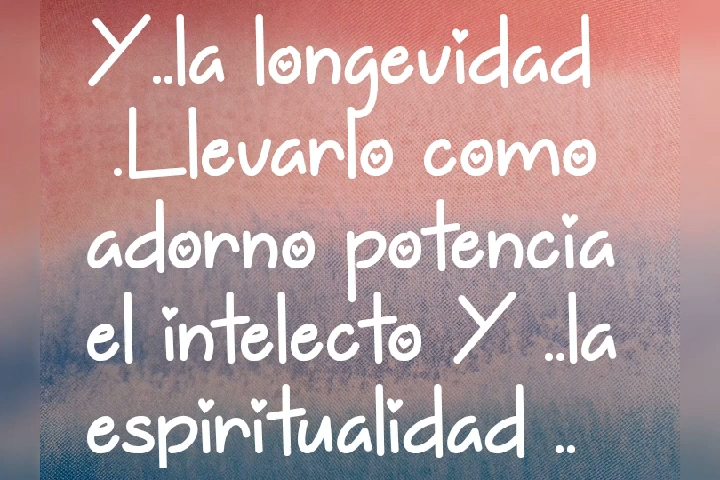 Y..la longevidad
.Llevarlo como
adorno potencia
el intelecto Y ..la
espiritualidad ..